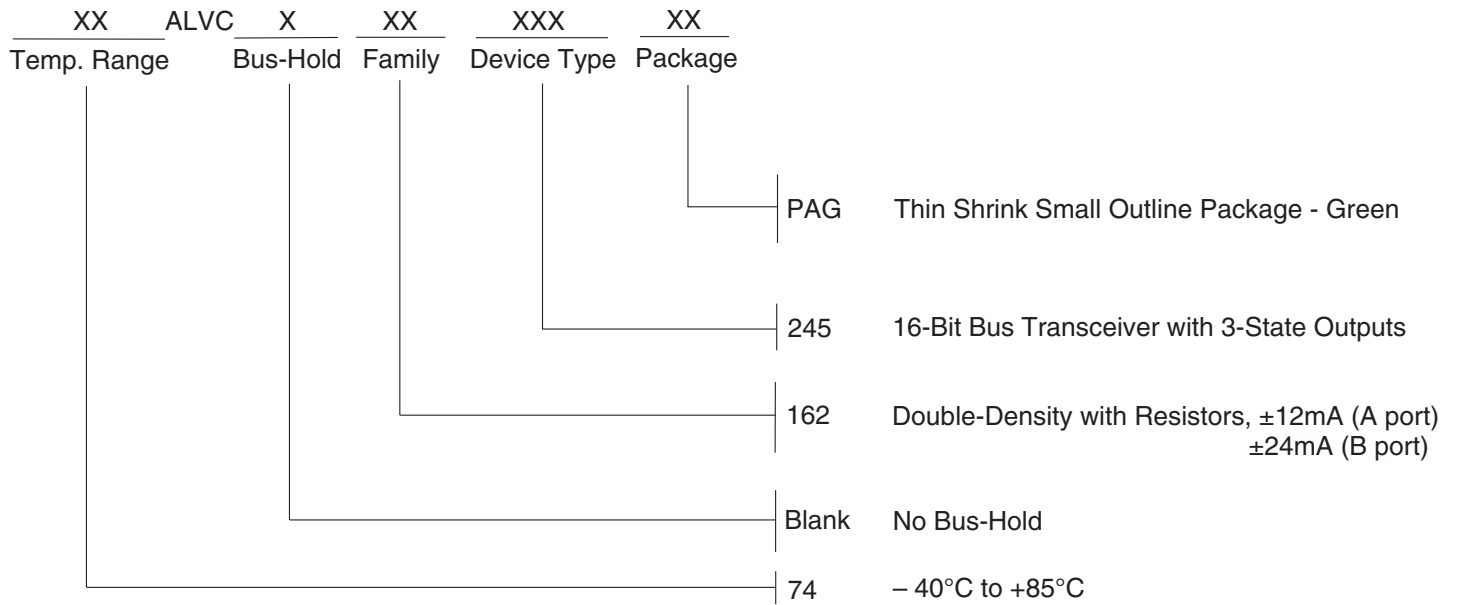 XX ALVC X XX XXX XX
Temp. Range Bus-Hold Family Device Type Package
PAG Thin Shrink Small Outline Package - Green
245 16-Bit Bus Transceiver with 3-State Outputs
162 Double-Density with Resistors, ±12mA (A port)
±24mA (B port)
Blank No Bus-Hold
74 – 40°C to +85°C